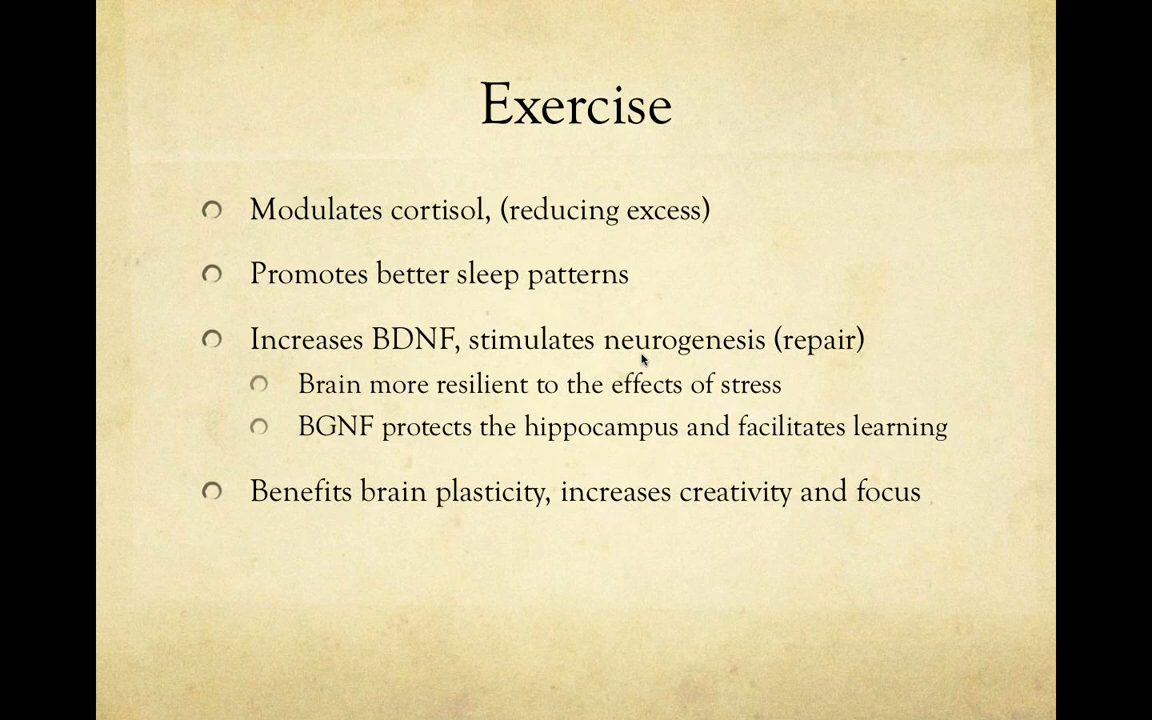 Exercise
Modulates cortisol, (reducing excess)
Promotes better sleep patterns
Increases BDNF, stimulates neurogenesis (repair)
Brain more resilient to the effects of stress
BGNF protects the hippocampus and facilitates learning
Benefits brain plasticity, increases creativity and focus